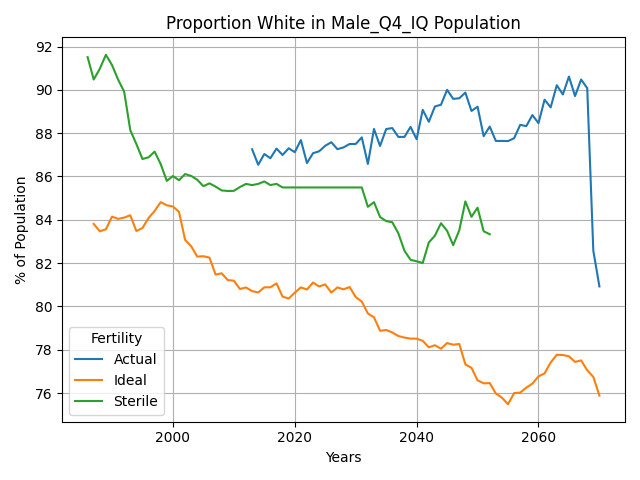 Proportion White in Male_Q4_IQ Population
% of Population
92
90
88
86
84
82
80
78
76
Fertility
Actual
Ideal
Sterile
2000
2020
2040
2060
Years